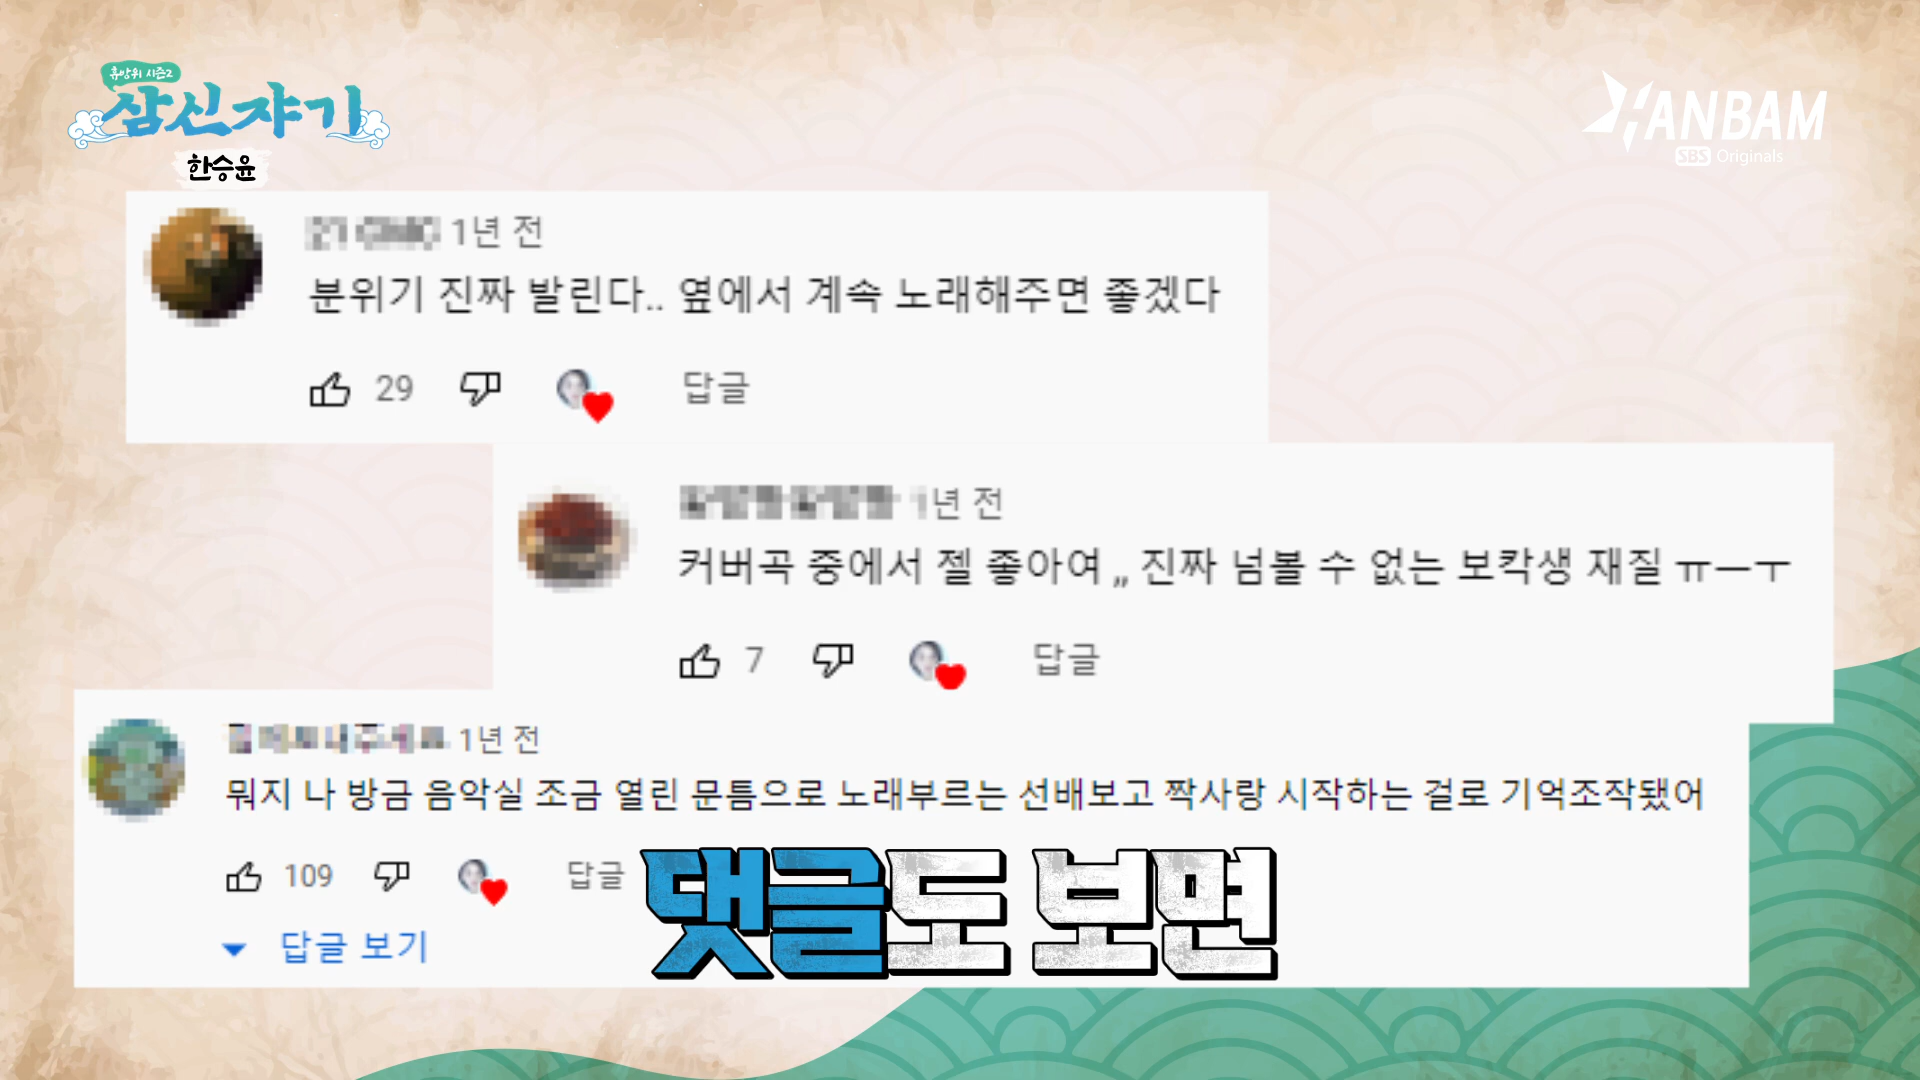 휴방위 시즌2
삼신쟈기
한승윤
HANBAM
SBS Originals
1년 전
분위기 진짜 발린다.. 옆에서 계속 노래해주면 좋겠다
29
답글
1년 전
커버곡 중에서 젤 좋아여 ,, 진짜 넘볼 수 없는 보칵생 재질 ㅠㅡㅜ
7
답글
1년 전
뭐지 나 방금 음악실 조금 열린 문틈으로 노래부르는 선배보고 짝사랑 시작하는 걸로 기억조작됐어
109
답글
답글 보기
댓글도 보면